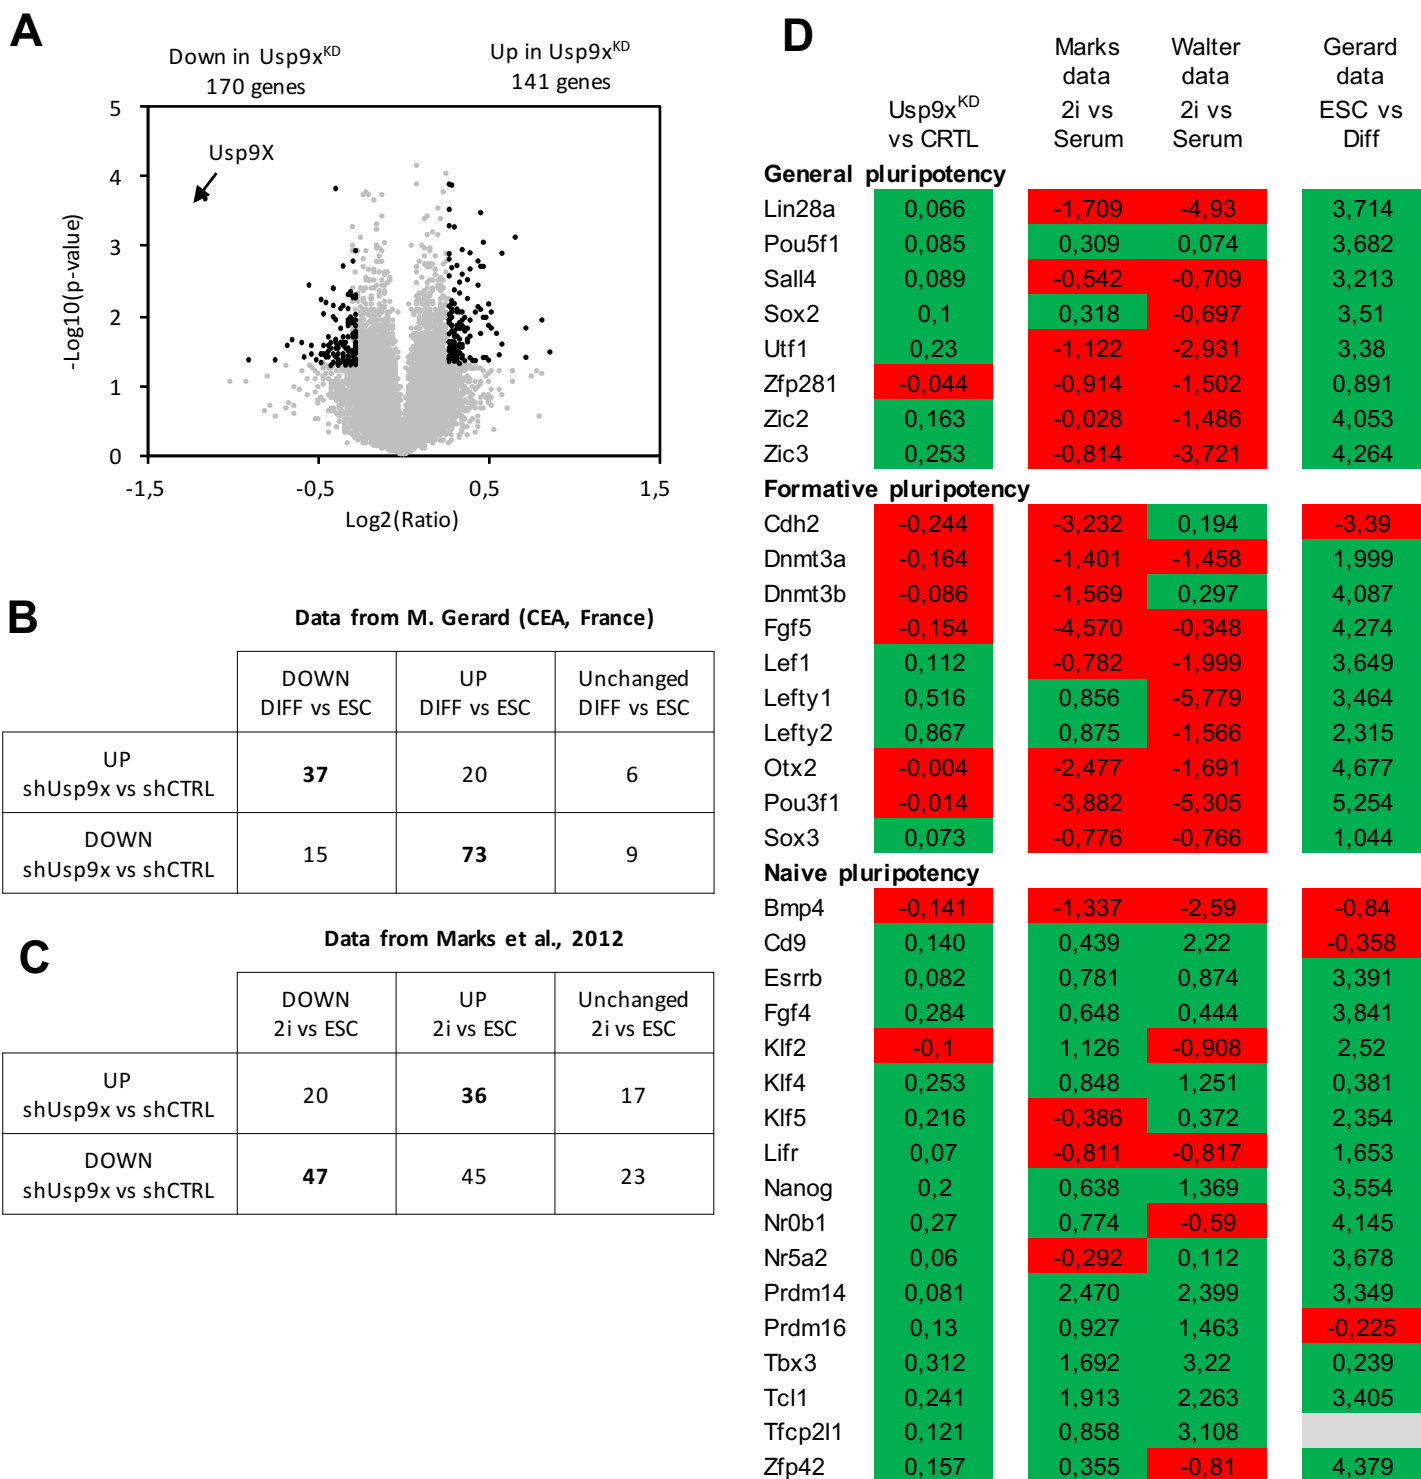 A
Down in Usp9xKD
170 genes
Up in Usp9xKD
141 genes
Usp9X
5
4
3
2
1
0
-1,5
-0,5
0,5
1,5
-Log10(p-value)
Log2(Ratio)
B
Data from M. Gerard (CEA, France)
DOWN
DIFF vs ESC
UP
DIFF vs ESC
Unchanged
DIFF vs ESC
UP
shUsp9x vs shCTRL
37 20 6
DOWN
shUsp9x vs shCTRL
15 73 9
C
Data from Marks et al., 2012
DOWN
2i vs ESC
UP
2i vs ESC
Unchanged
2i vs ESC
UP
shUsp9x vs shCTRL
20 36 17
DOWN
shUsp9x vs shCTRL
47 45 23
D
Usp9xKD
vs CRTL
Marks
data
2i vs
Serum
Walter
data
2i vs
Serum
Gerard
data
ESC vs
Diff
General pluripotency
Lin28a 0,066 -1,709 -4,93 3,714
Pou5f1 0,085 0,309 0,074 3,682
Sall4 0,089 -0,542 -0,709 3,213
Sox2 0,1 0,318 -0,697 3,51
Utf1 0,23 -1,122 -2,931 3,38
Zfp281 -0,044 -0,914 -1,502 0,891
Zic2 0,163 -0,028 -1,486 4,053
Zic3 0,253 -0,814 -3,721 4,264
Formative pluripotency
Cdh2 -0,244 -3,232 0,194 -3,39
Dnmt3a -0,164 -1,401 -1,458 1,999
Dnmt3b -0,086 -1,569 0,297 4,087
Fgf5 -0,154 -4,570 -0,348 4,274
Lef1 0,112 -0,782 -1,999 3,649
Lefty1 0,516 0,856 -5,779 3,464
Lefty2 0,867 0,875 -1,566 2,315
Otx2 -0,004 -2,477 -1,691 4,677
Pou3f1 -0,014 -3,882 -5,305 5,254
Sox3 0,073 -0,776 -0,766 1,044
Naive pluripotency
Bmp4 -0,141 -1,337 -2,59 -0,84
Cd9 0,140 0,439 2,22 -0,358
Esrrb 0,082 0,781 0,874 3,391
Fgf4 0,284 0,648 0,444 3,841
Klf2 -0,1 1,126 -0,908 2,52
Klf4 0,253 0,848 1,251 0,381
Klf5 0,216 -0,386 0,372 2,354
Lifr 0,07 -0,811 -0,817 1,653
Nanog 0,2 0,638 1,369 3,554
Nr0b1 0,27 0,774 -0,59 4,145
Nr5a2 0,06 -0,292 0,112 3,678
Prdm14 0,081 2,470 2,399 3,349
Prdm16 0,13 0,927 1,463 -0,225
Tbx3 0,312 1,692 3,22 0,239
Tcl1 0,241 1,913 2,263 3,405
Tfcp2l1 0,121 0,858 3,108
Zfp42 0,157 0,355 -0,81 4,379